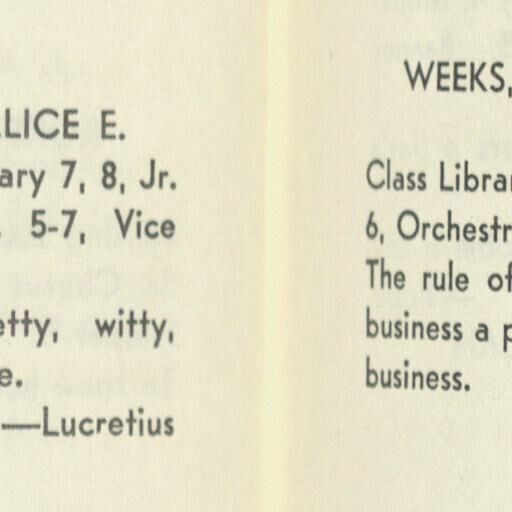 LICE E.
ary 7, 8, Jr.
5-7, Vice
etty, witty,
e.
—Lucretius
WEEKS,
Class Librar
6, Orchestr
The rule of
business a p
business.